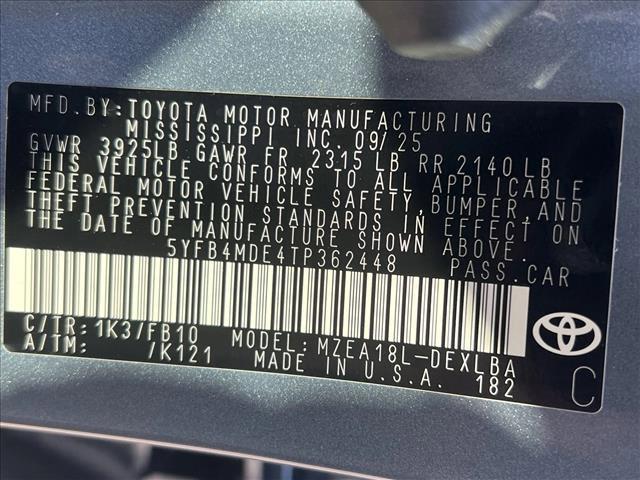 MFD.BY:TOYOTA MOTOR MANUFACTURING
MISSISSIPPI INC. 09/25
GVWR 3925LB GAWR FR 2315 LB RR 2140 LB
THIS VEHICLE CONFORMS TO ALL APPLICABLE
FEDERAL MOTOR VEHICLE SAFETY, BUMPER, AND
THEFT PREVENTION STANDARDS IN EFFECT ON
THE DATE OF MANUFACTURE SHOWN ABOVE.
5YFB4MDE4TP362448 PASS.CAR
C/TR: 1K3/FB10 MODEL: MZEA18L-DEXLBA
A/TM: /K121 MADE IN U.S.A. 182
C